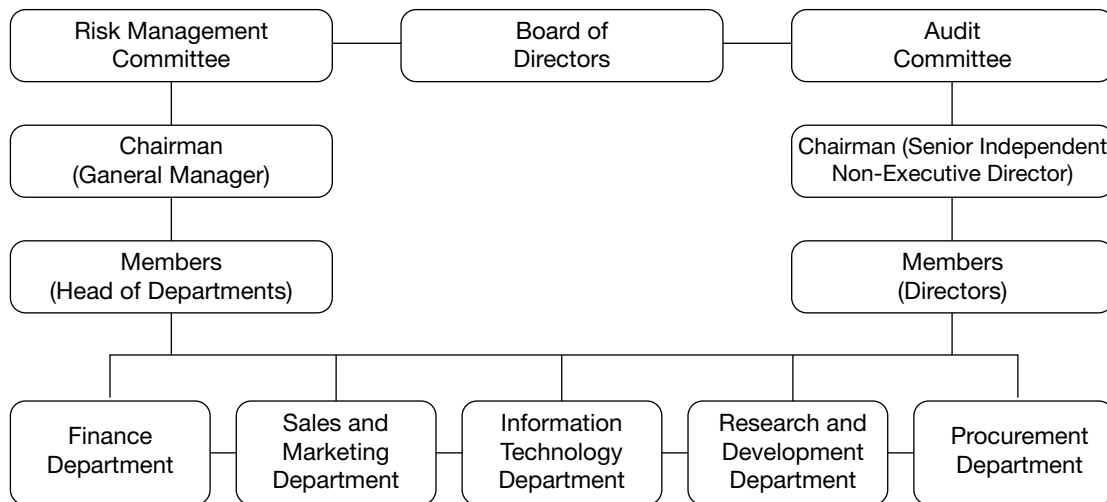 Risk Management
Committee
Board of
Directors
Audit
Committee
Chairman
(Ganeral Manager)
Chairman (Senior Independent
Non-Executive Director)
Members
(Head of Departments)
Members
(Directors)
Finance
Department
Sales and
Marketing
Department
Information
Technology
Department
Research and
Development
Department
Procurement
Department